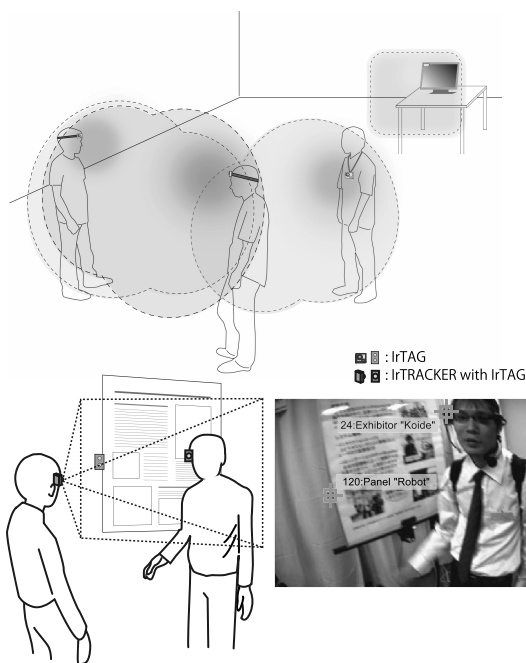 : IrTAG
: IrTRACKER with IrTAG
24:Exhibitor "Koide"
120:Panel "Robot"